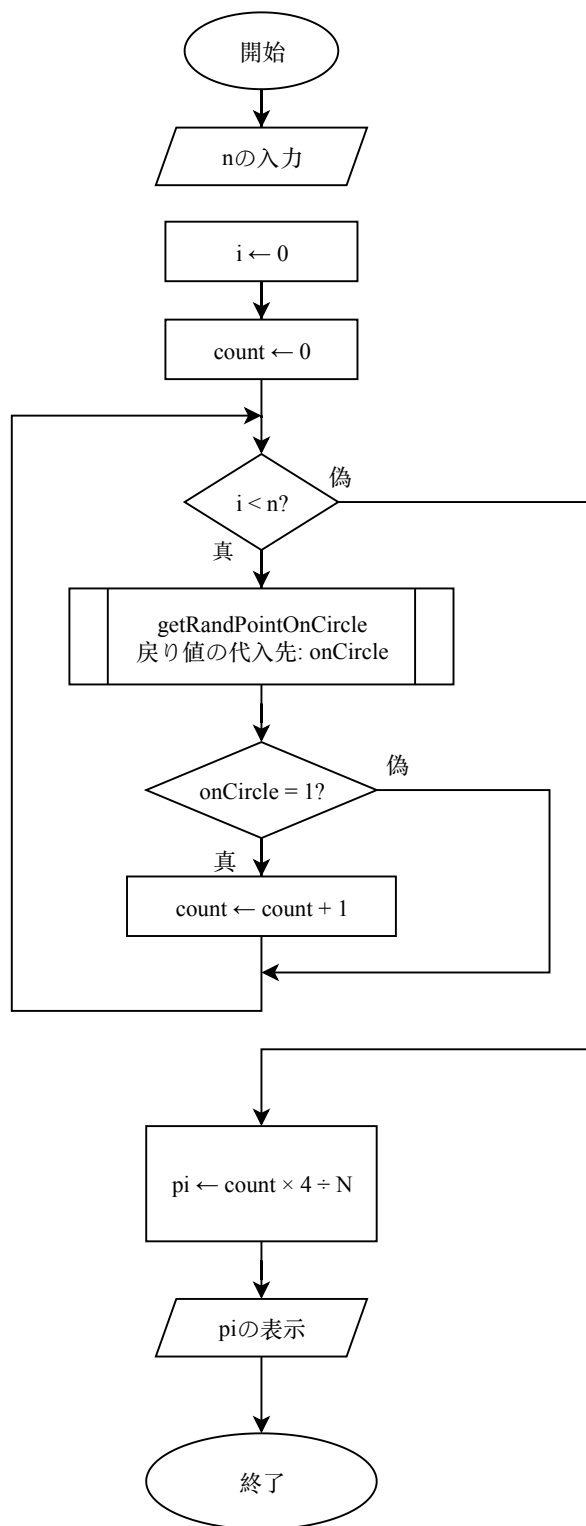 開始
nの入力
i ← 0
count ← 0
i < n?
偽
真
getRandPointOnCircle
戻り値の代入先: onCircle
onCircle = 1?
偽
真
count ← count + 1
pi ← count × 4 ÷ N
piの表示
終了